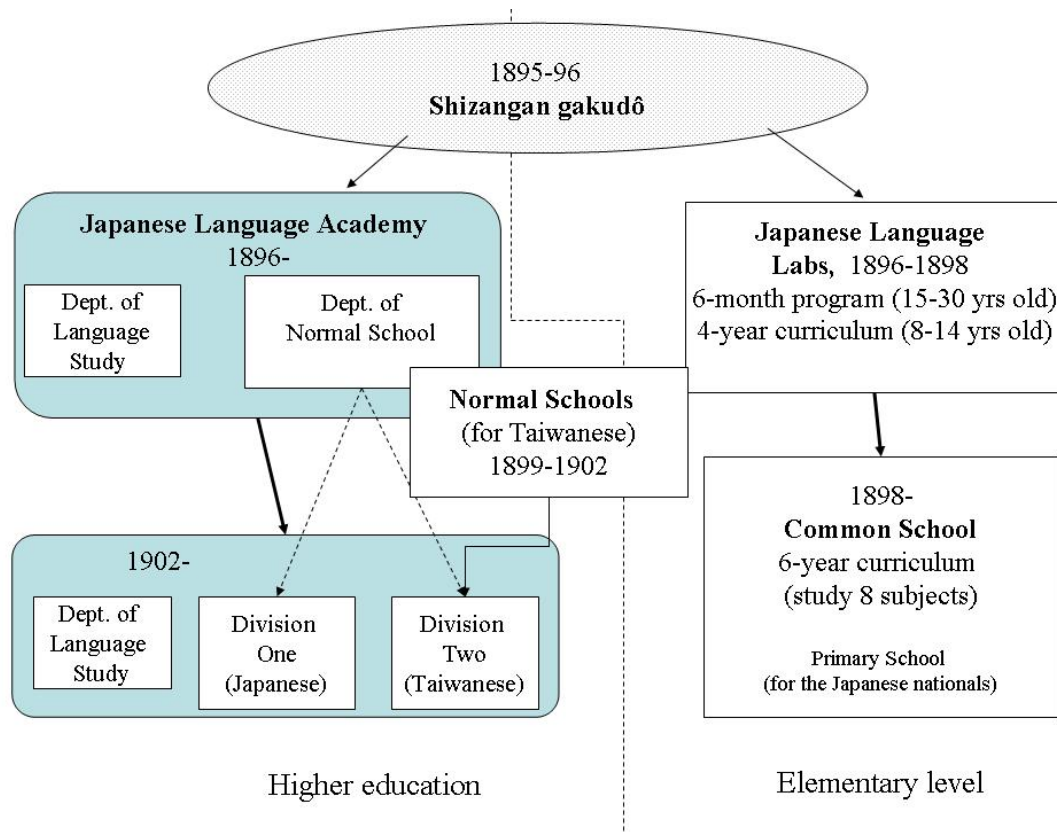 1895-96
Shizangan gakudô
Japanese Language Academy
1896-
Dept. of
Language
Study
Dept. of
Normal School
Japanese Language
Labs, 1896-1898
6-month program (15-30 yrs old)
4-year curriculum (8-14 yrs old)
Normal Schools
(for Taiwanese)
1899-1902
1902-
Dept. of
Language
Study
Division
One
(Japanese)
Division
Two
(Taiwanese)
1898-
Common School
6-year curriculum
(study 8 subjects)
Primary School
(for the Japanese nationals)
Higher education
Elementary level